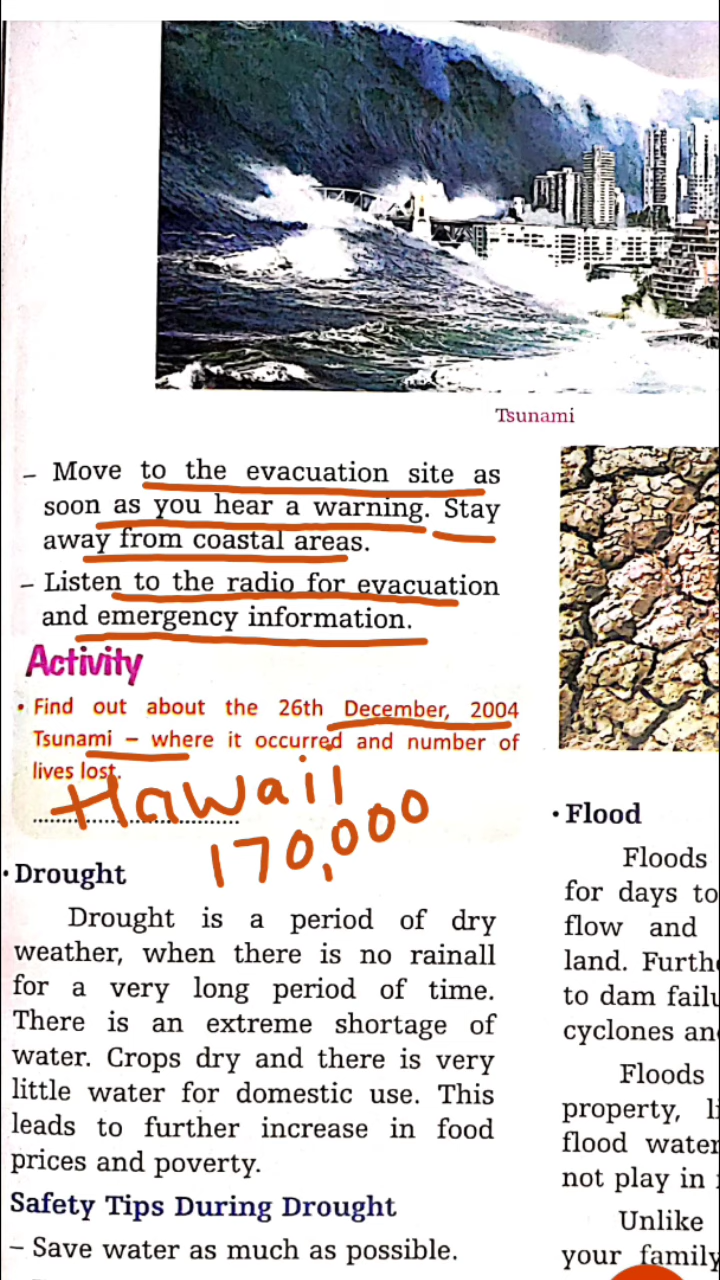 Tsunami
– Move to the evacuation site as
soon as you hear a warning. Stay
away from coastal areas.
– Listen to the radio for evacuation
and emergency information.
Activity
• Find out about the 26th December, 2004
Tsunami – where it occurred and number of
lives lost.
Hawaii
170,000
• Drought
Drought is a period of dry
weather, when there is no rainall
for a very long period of time.
There is an extreme shortage of
water. Crops dry and there is very
little water for domestic use. This
leads to further increase in food
prices and poverty.
Safety Tips During Drought
– Save water as much as possible.
• Flood
Floods
for days to
flow and
land. Furth
to dam failu
cyclones an
Floods
property, li
flood water
not play in
Unlike
your family